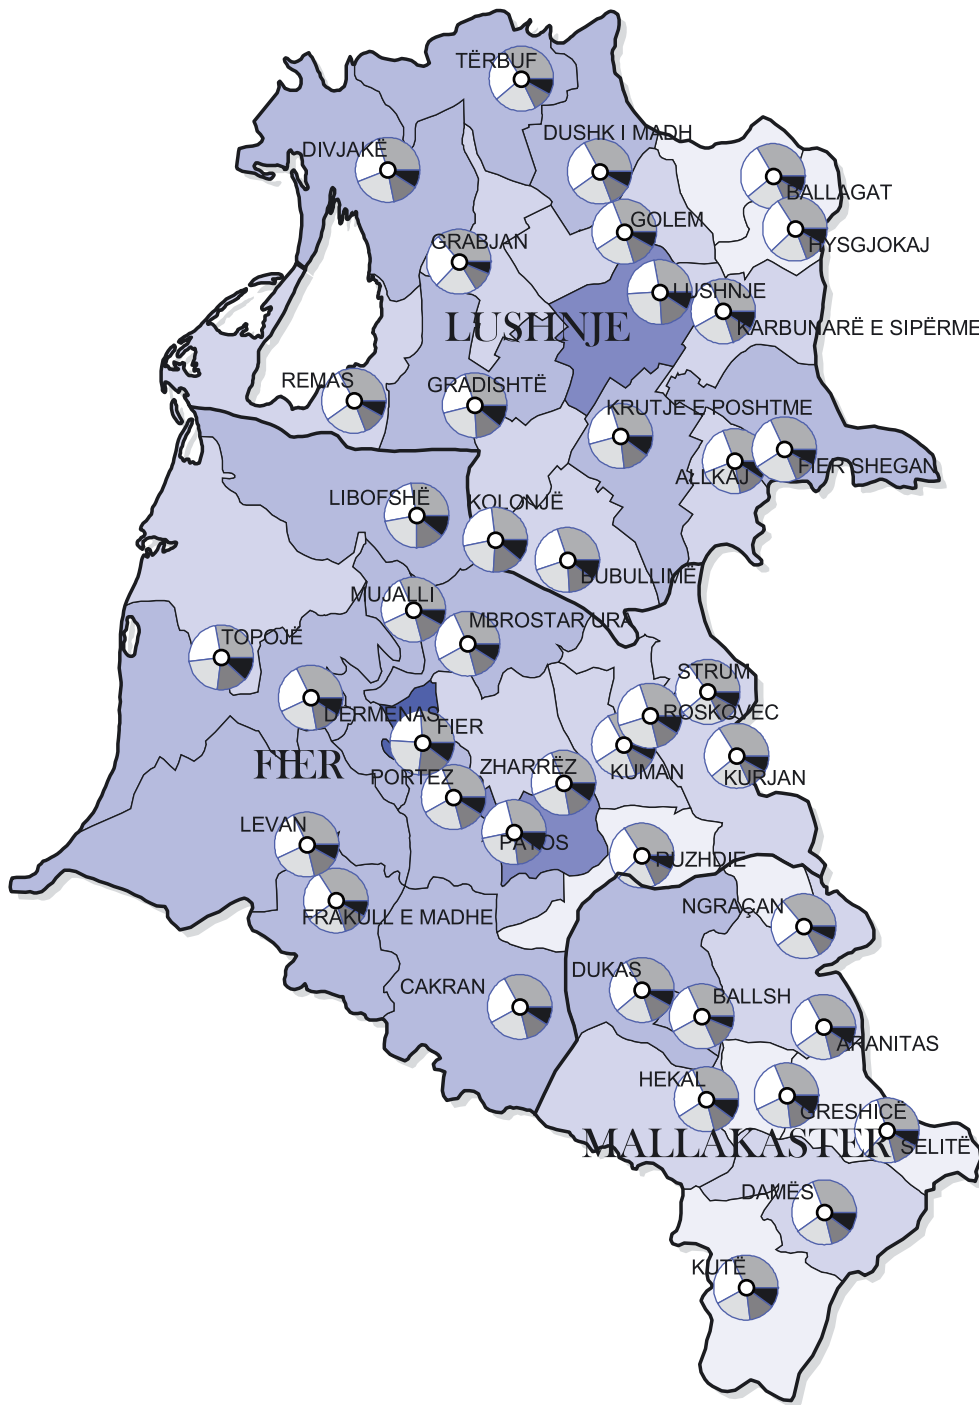 TËRBUF
DUSHK I MADH
DIVJAKË
BALLAGAT
GOLEM
GRABJAN
HYSGJOKAJ
LUSHNJE
LUSHNJE
KARBUNARË E SIPËRME
REMAS
GRADISHTË
KRUTJE E POSHTME
ALLKAJ
FIER SHEGAN
LIBOFSHË
KOLONJË
BUBULLIMË
MUJALLI
MBROSTAR URA
TOPOJË
STRUM
DERMENAS
ROSKOVEC
FIER
FIER
PORTEZ
ZHARRËZ
KUMAN
KURJAN
LEVAN
PATOS
RUZHDIE
FRAKULL E MADHE
NGRAÇAN
CAKRAN
DUKAS
BALLSH
ARANITAS
HEKAL
GRESHICË
MALLAKASTER
SELITË
DAMËS
KUTË